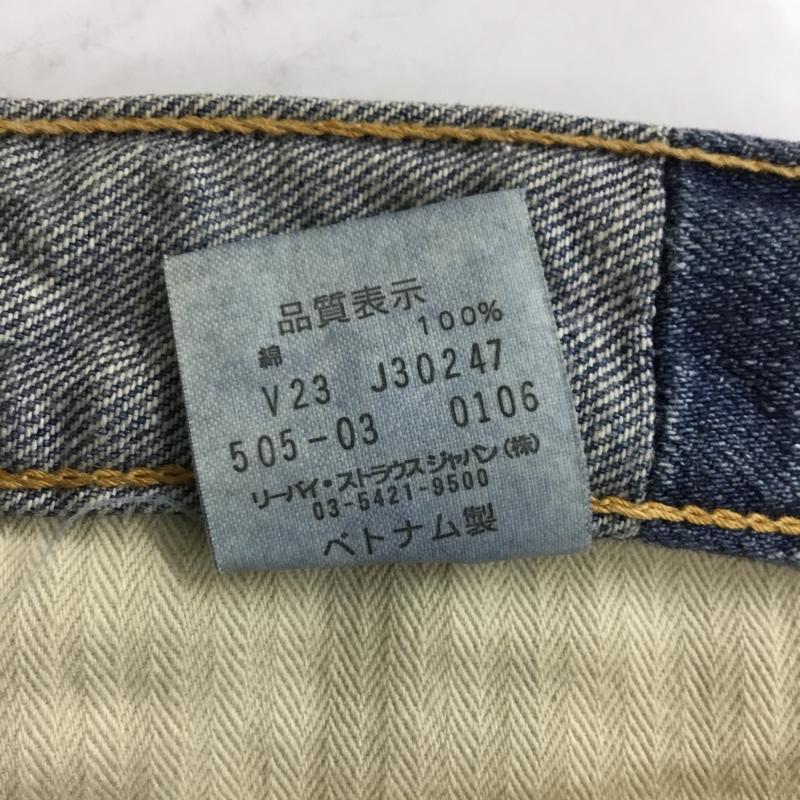 品質表示
綿 100%
V23 J30247
505-03 0106
リーバイ・ストラウスジャパン(株)
03-5421-9500
ベトナム製